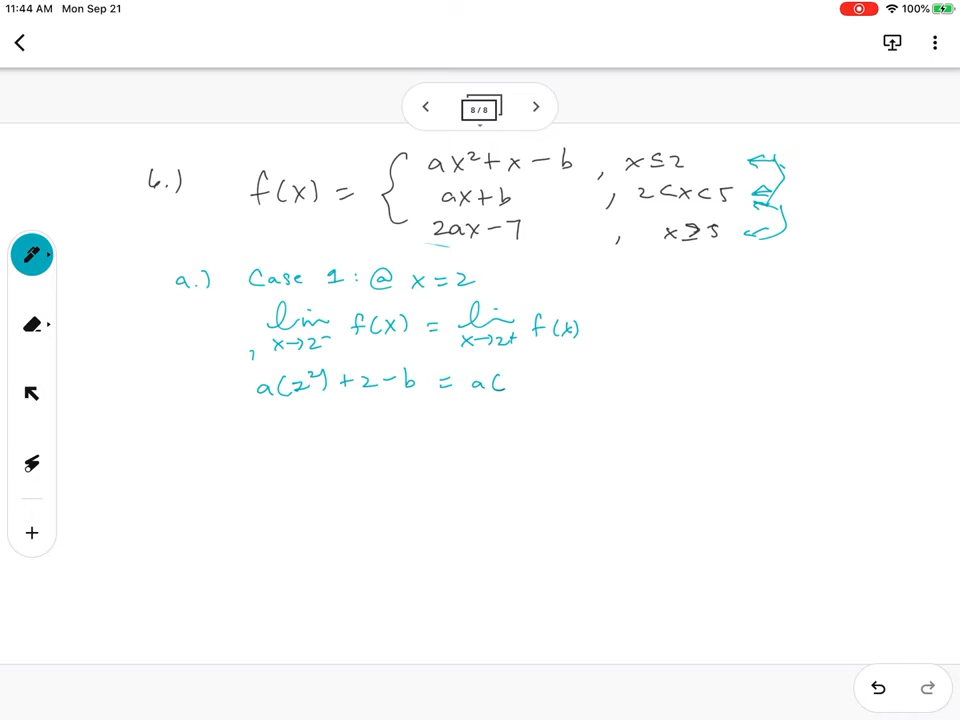 11:44 AM Mon Sep 21
100%
8 / 8
6.) f(x) = { ax² + x - b , x ≤ 2
ax + b , 2 < x < 5
2ax - 7 , x ≥ 5
a.) Case 1: @ x = 2
lim x→2⁻ f(x) = lim x→2⁺ f(x)
a(2²) + 2 - b = a(